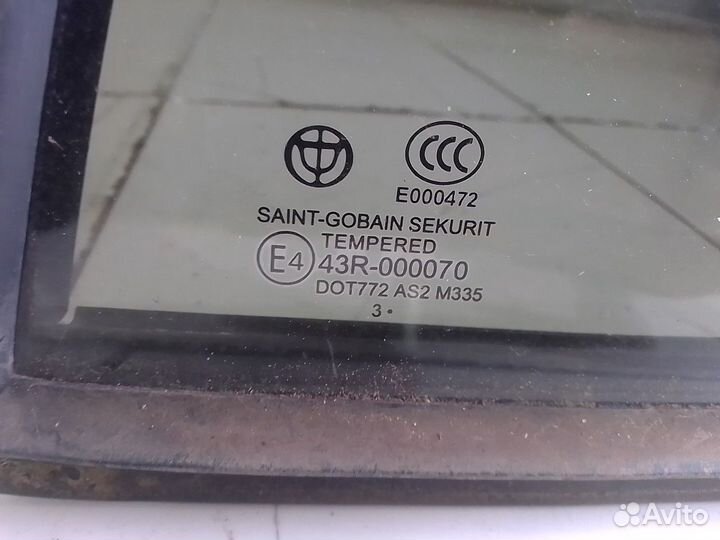 CCC
E000472
SAINT-GOBAIN SEKURIT
TEMPERED
E4 43R-000070
DOT772 AS2 M335
3 •
Avito